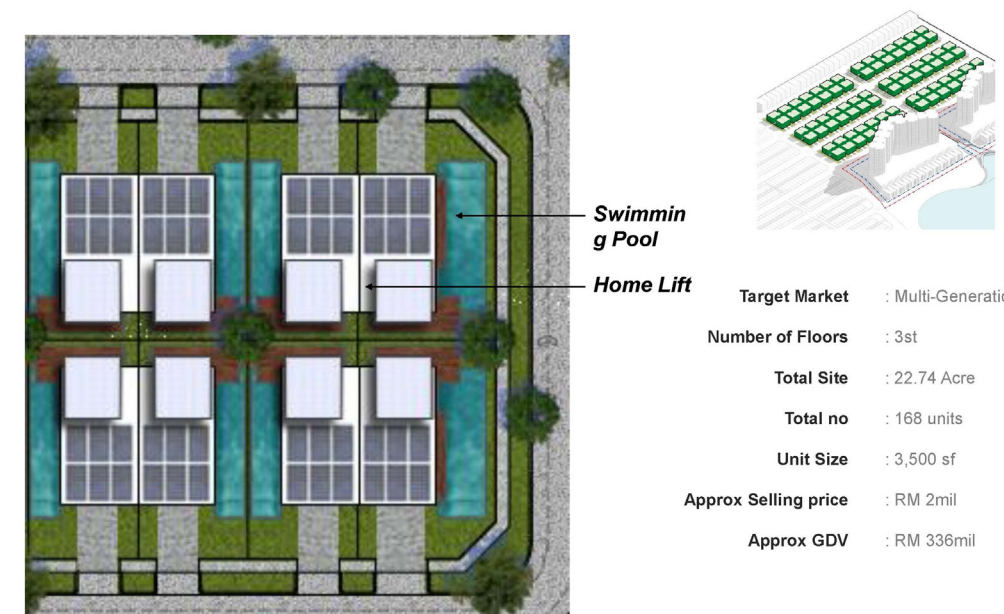 Swimmin
g Pool
Home Lift
Target Market : Multi-Generatio
Number of Floors : 3st
Total Site : 22.74 Acre
Total no : 168 units
Unit Size : 3,500 sf
Approx Selling price : RM 2mil
Approx GDV : RM 336mil